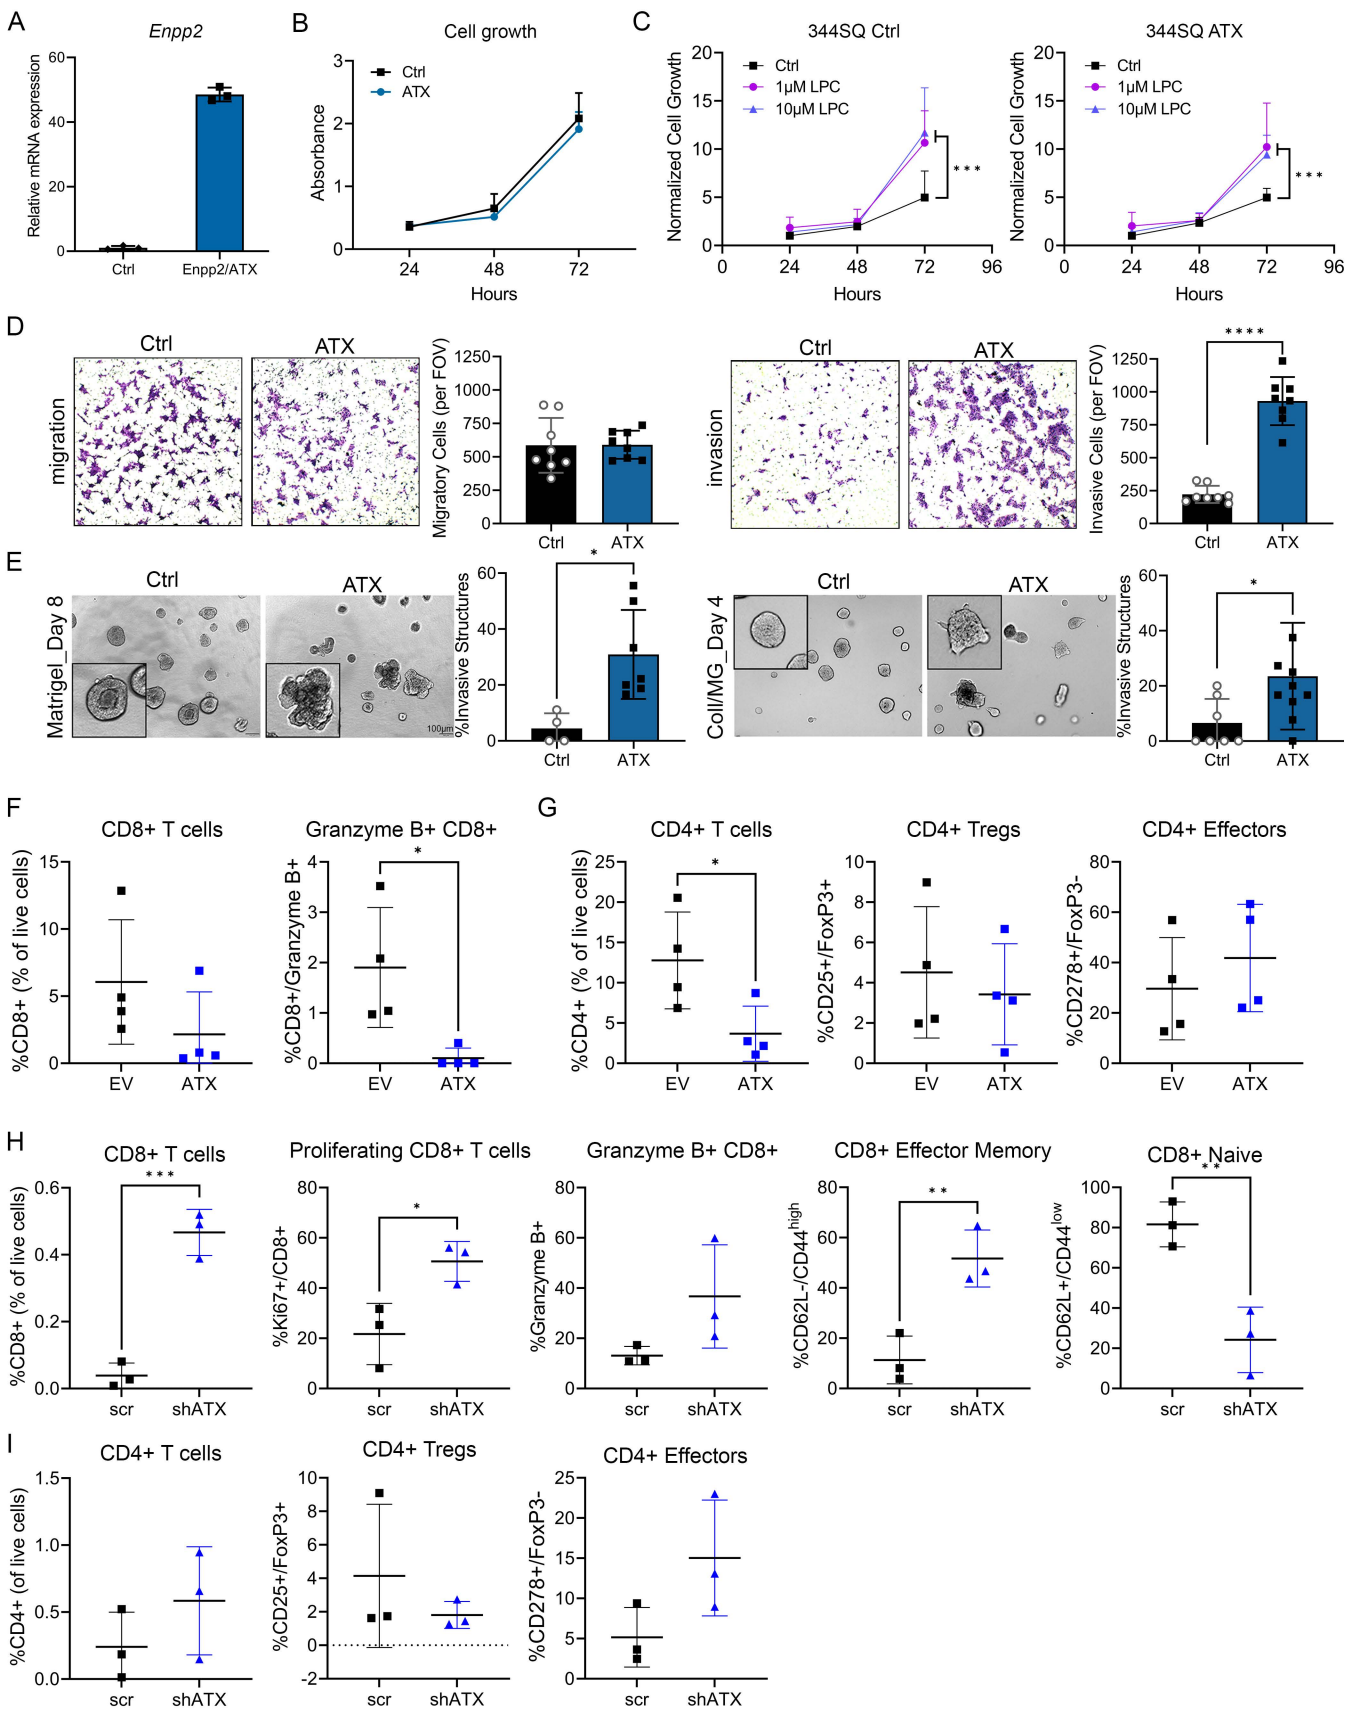 A
Enpp2
Relative mRNA expression
60
40
20
0
Ctrl
Enpp2/ATX
B
Cell growth
Ctrl
ATX
Absorbance
3
2
1
0
24 48 72
Hours
C
344SQ Ctrl
Ctrl
1µM LPC
10µM LPC
Normalized Cell Growth
20
15
10
5
0
***
0 24 48 72 96
Hours
344SQ ATX
Ctrl
1µM LPC
10µM LPC
Normalized Cell Growth
20
15
10
5
0
***
0 24 48 72 96
Hours
D
Ctrl
ATX
migration
Migratory Cells (per FOV)
1250
1000
750
500
250
0
Ctrl ATX
Ctrl
ATX
invasion
Invasive Cells (per FOV)
****
1250
1000
750
500
250
0
Ctrl ATX
E
Ctrl
ATX
Matrigel_Day 8
100µm
%Invasive Structures
*
60
40
20
0
Ctrl ATX
Ctrl
ATX
Coll/MG_Day 4
%Invasive Structures
*
60
40
20
0
Ctrl ATX
F
CD8+ T cells
%CD8+ (% of live cells)
15
10
5
0
EV ATX
Granzyme B+ CD8+
%CD8+/Granzyme B+
*
4
3
2
1
0
EV ATX
G
CD4+ T cells
%CD4+ (% of live cells)
*
25
20
15
10
5
0
EV ATX
CD4+ Tregs
%CD25+/FoxP3+
10
8
6
4
2
0
EV ATX
CD4+ Effectors
%CD278+/FoxP3-
80
60
40
20
0
EV ATX
H
CD8+ T cells
%CD8+ (% of live cells)
***
0.6
0.4
0.2
0.0
scr shATX
Proliferating CD8+ T cells
%Ki67+/CD8+
*
80
60
40
20
0
scr shATX
Granzyme B+ CD8+
%Granzyme B+
80
60
40
20
0
scr shATX
CD8+ Effector Memory
%CD62L-/CD44high
**
80
60
40
20
0
scr shATX
CD8+ Naive
%CD62L+/CD44low
**
100
80
60
40
20
0
scr shATX
I
CD4+ T cells
%CD4+ (of live cells)
1.5
1.0
0.5
0.0
scr shATX
CD4+ Tregs
%CD25+/FoxP3+
10
8
6
4
2
0
-2
scr shATX
CD4+ Effectors
%CD278+/FoxP3-
25
20
15
10
5
0
scr shATX